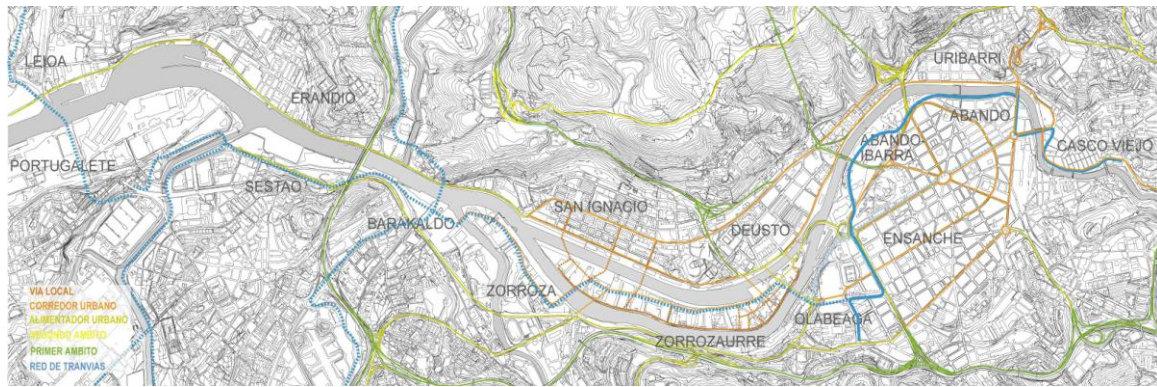 LEIOA
ERANDIO
PORTUGALETE
SESTAO
BARAKALDO
SAN IGNACIO
ZORROZA
DEUSTO
ZORROZAURRE
OLABEAGA
URIBARRI
ABANDO
ABANDO-
IBARRA
CASCO VIEJO
ENSANCHE
VIA LOCAL
CORREDOR URBANO
ALIMENTADOR URBANO
SEGUNDO AMBITO
PRIMER AMBITO
RED DE TRANVIAS